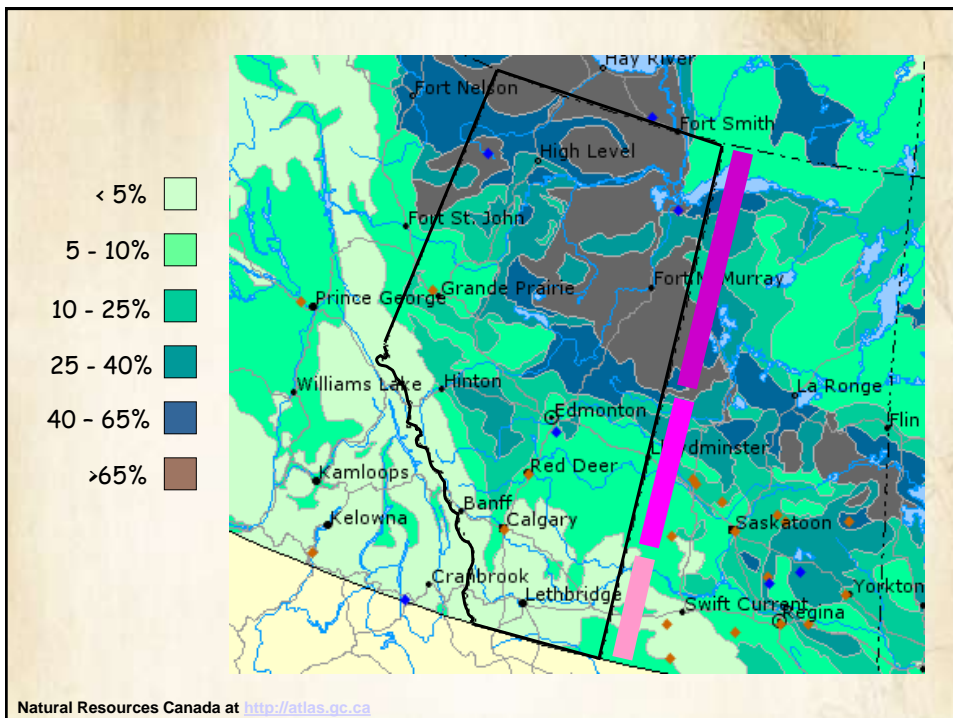 Hay River
Fort Nelson
Fort Smith
High Level
< 5%
Fort St. John
5 - 10%
Fort McMurray
Grande Prairie
Prince George
10 - 25%
25 - 40%
Williams Lake
Hinton
La Ronge
40 - 65%
Edmonton
Flin
Lloydminster
>65%
Kamloops
Red Deer
Banff
Kelowna
Calgary
Saskatoon
Cranbrook
Lethbridge
Swift Current
Yorkton
Regina
Natural Resources Canada at http://atlas.gc.ca